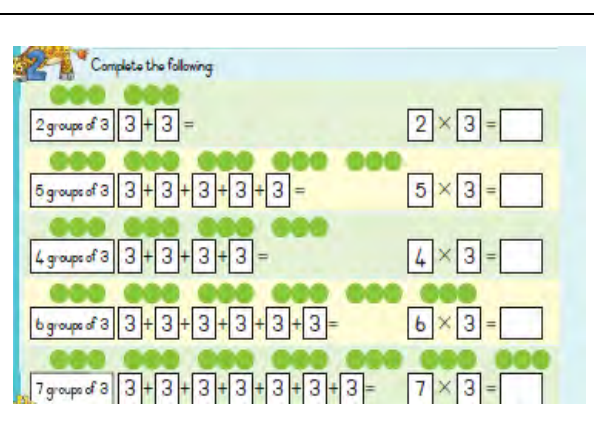 2 Complete the following:
2 groups of 3 3 + 3 = 2 × 3 =
5 groups of 3 3 + 3 + 3 + 3 + 3 = 5 × 3 =
4 groups of 3 3 + 3 + 3 + 3 = 4 × 3 =
6 groups of 3 3 + 3 + 3 + 3 + 3 + 3 = 6 × 3 =
7 groups of 3 3 + 3 + 3 + 3 + 3 + 3 + 3 = 7 × 3 =